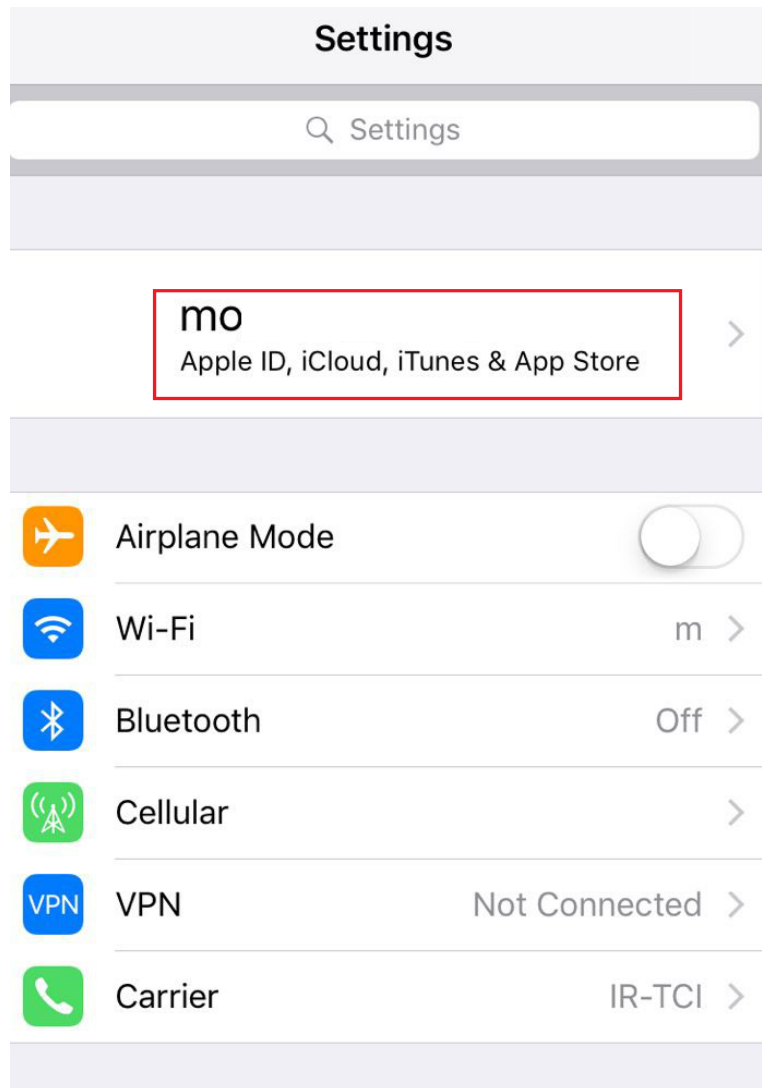 Settings
Settings
mo
Apple ID, iCloud, iTunes & App Store
Airplane Mode
Wi-Fi m
Bluetooth Off
Cellular
VPN VPN Not Connected
Carrier IR-TCI